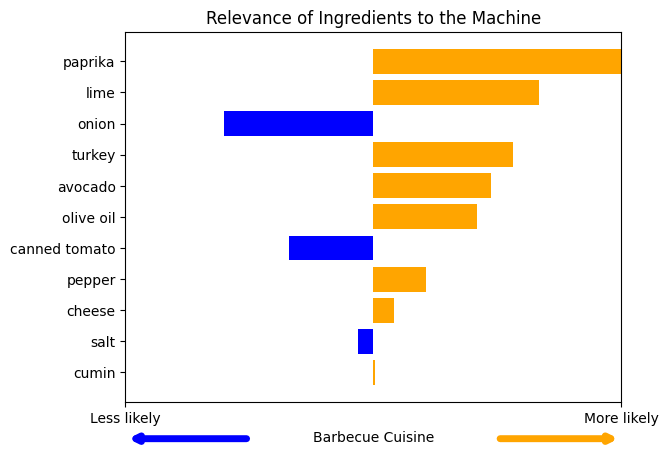 Relevance of Ingredients to the Machine
paprika
lime
onion
turkey
avocado
olive oil
canned tomato
pepper
cheese
salt
cumin
Less likely
More likely
Barbecue Cuisine